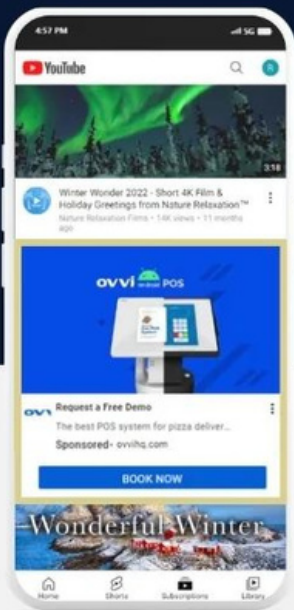 4:57 PM
5G
YouTube
R
3:18
Winter Wonder 2022 - Short 4K Film &
Holiday Greetings from Nature Relaxation™
Nature Relaxation Films • 14K views • 11 months
ago
ovvi android POS
ovvi
Request a Free Demo
The best POS system for pizza deliver...
Sponsored • ovvihq.com
BOOK NOW
Wonderful Winter
Home
Shorts
Subscriptions
Library